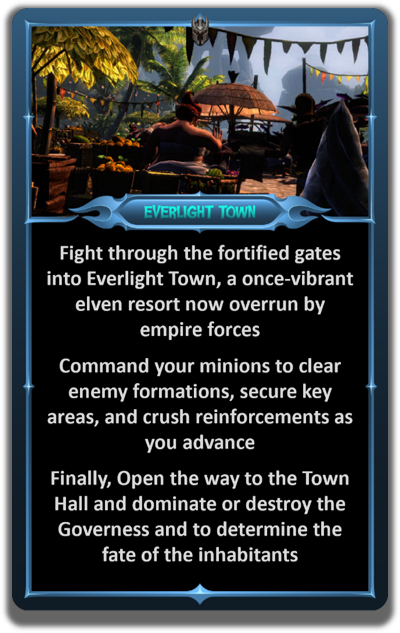 EVERLIGHT TOWN
Fight through the fortified gates
into Everlight Town, a once-vibrant
elven resort now overrun by
empire forces
Command your minions to clear
enemy formations, secure key
areas, and crush reinforcements as
you advance
Finally, Open the way to the Town
Hall and dominate or destroy the
Governess and to determine the
fate of the inhabitants